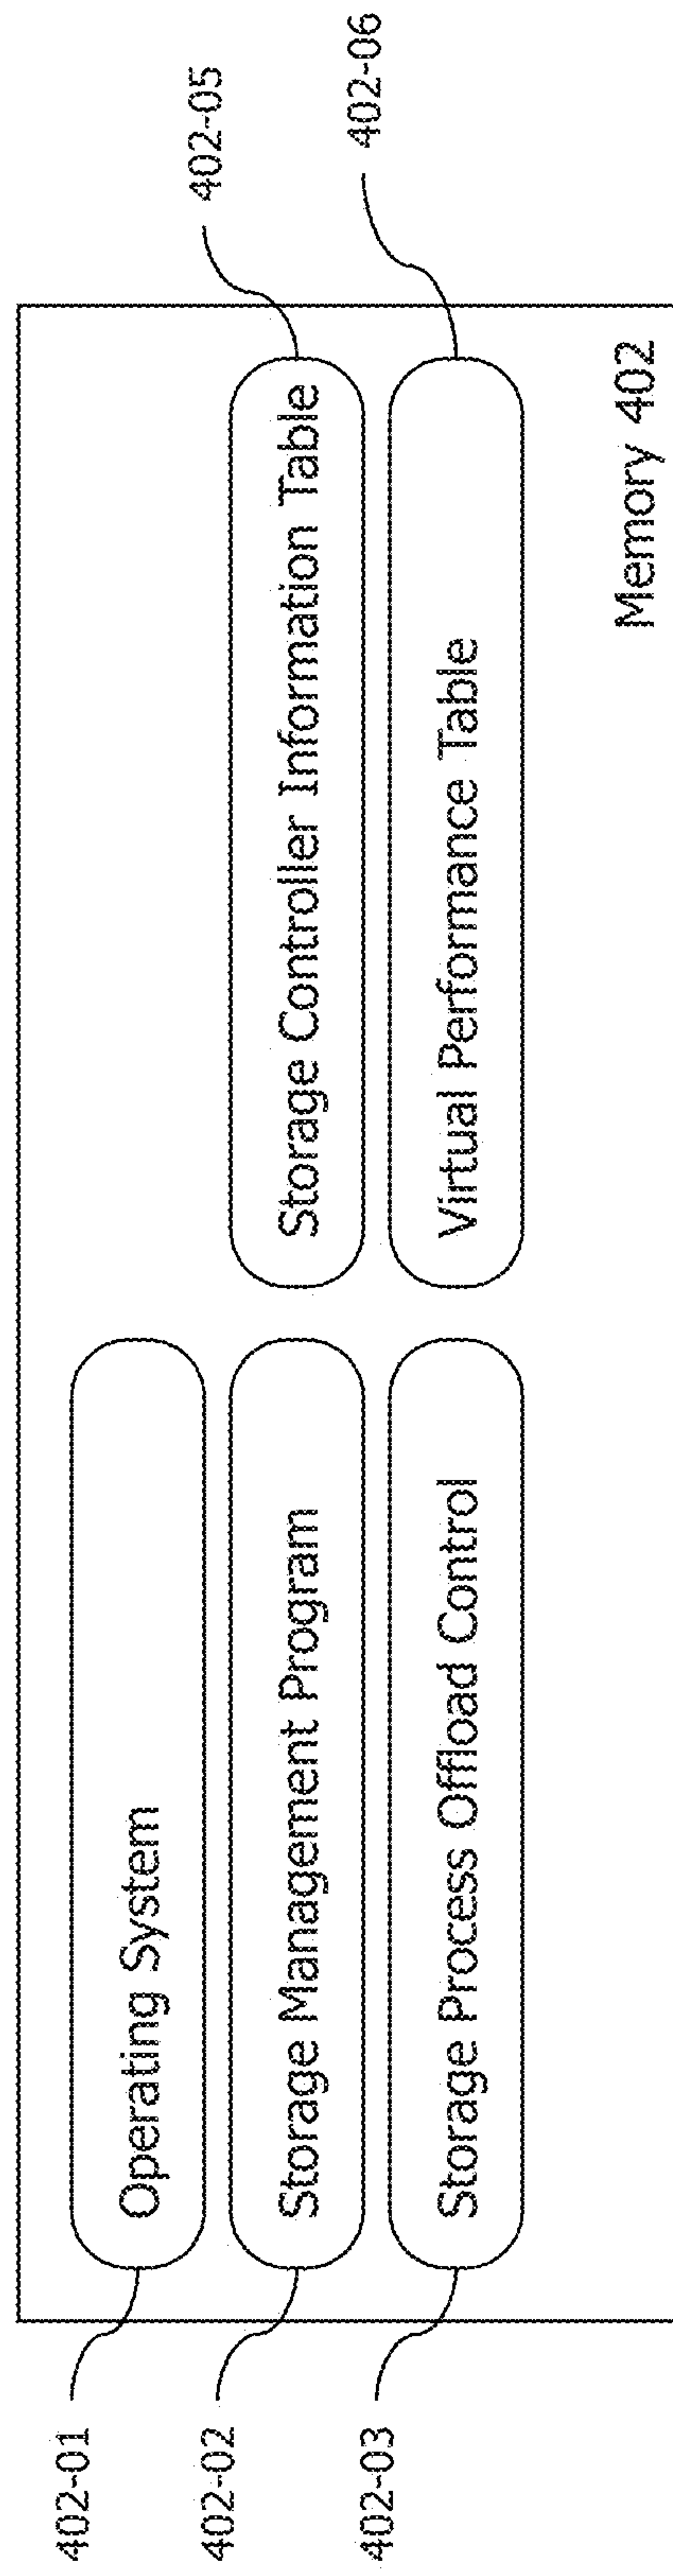 402-01
Operating System
402-02
Storage Management Program
Storage Controller Information Table
402-05
402-03
Storage Process Offload Control
Virtual Performance Table
402-06
Memory 402